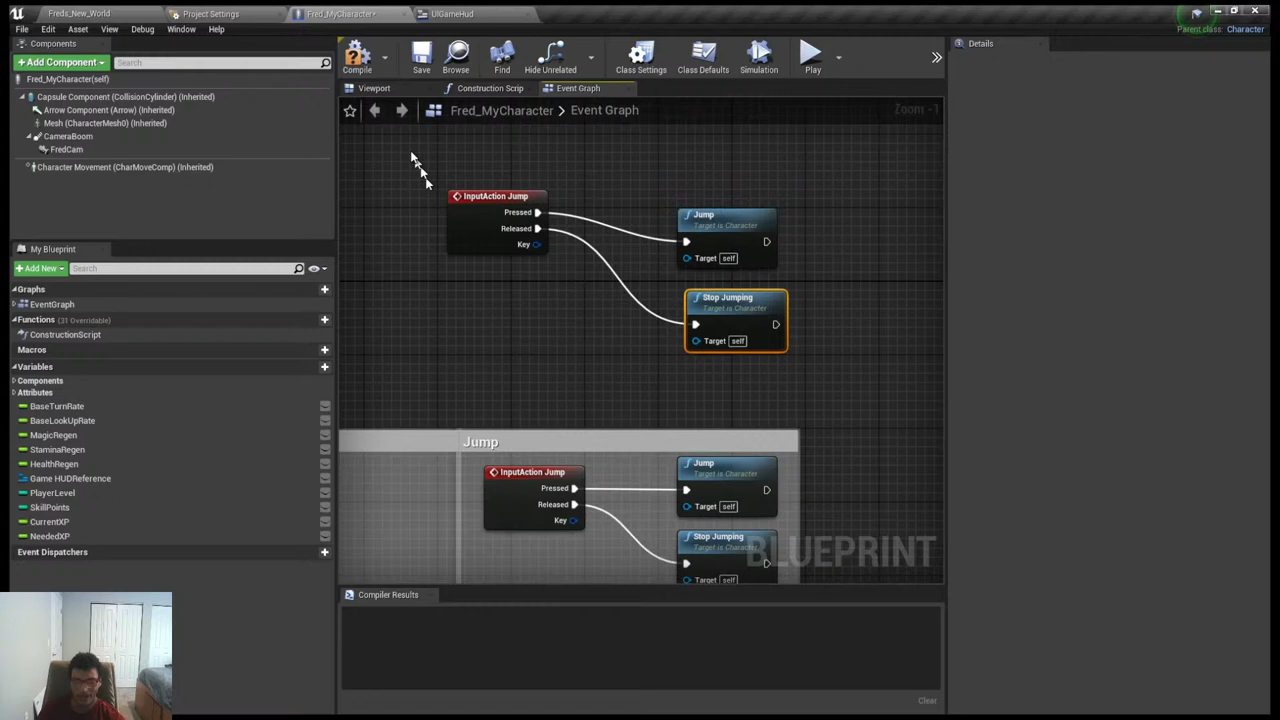 Freds_New_World
Project Settings
Fred_MyCharacter*
UIGameHud
File Edit Asset View Debug Window Help
Parent class: Character
Components
+ Add Component
Search
Fred_MyCharacter(self)
Capsule Component (CollisionCylinder) (Inherited)
Arrow Component (Arrow) (Inherited)
Mesh (CharacterMesh0) (Inherited)
CameraBoom
FredCam
Character Movement (CharMoveComp) (Inherited)
My Blueprint
+ Add New
Search
Graphs
EventGraph
Functions (31 Overridable)
ConstructionScript
Macros
Variables
Components
Attributes
BaseTurnRate
BaseLookUpRate
MagicRegen
StaminaRegen
HealthRegen
Game HUDReference
PlayerLevel
SkillPoints
CurrentXP
NeededXP
Event Dispatchers
Compile Save Browse Find Hide Unrelated Class Settings Class Defaults Simulation Play
Viewport
Construction Scrip
Event Graph
Fred_MyCharacter > Event Graph
Zoom -1
InputAction Jump
Pressed
Released
Key
Jump
Target is Character
Target self
Stop Jumping
Target is Character
Target self
Jump
InputAction Jump
Pressed
Released
Key
Jump
Target is Character
Target self
Stop Jumping
Target is Character
Target self
BLUEPRINT
Compiler Results
Clear
Details